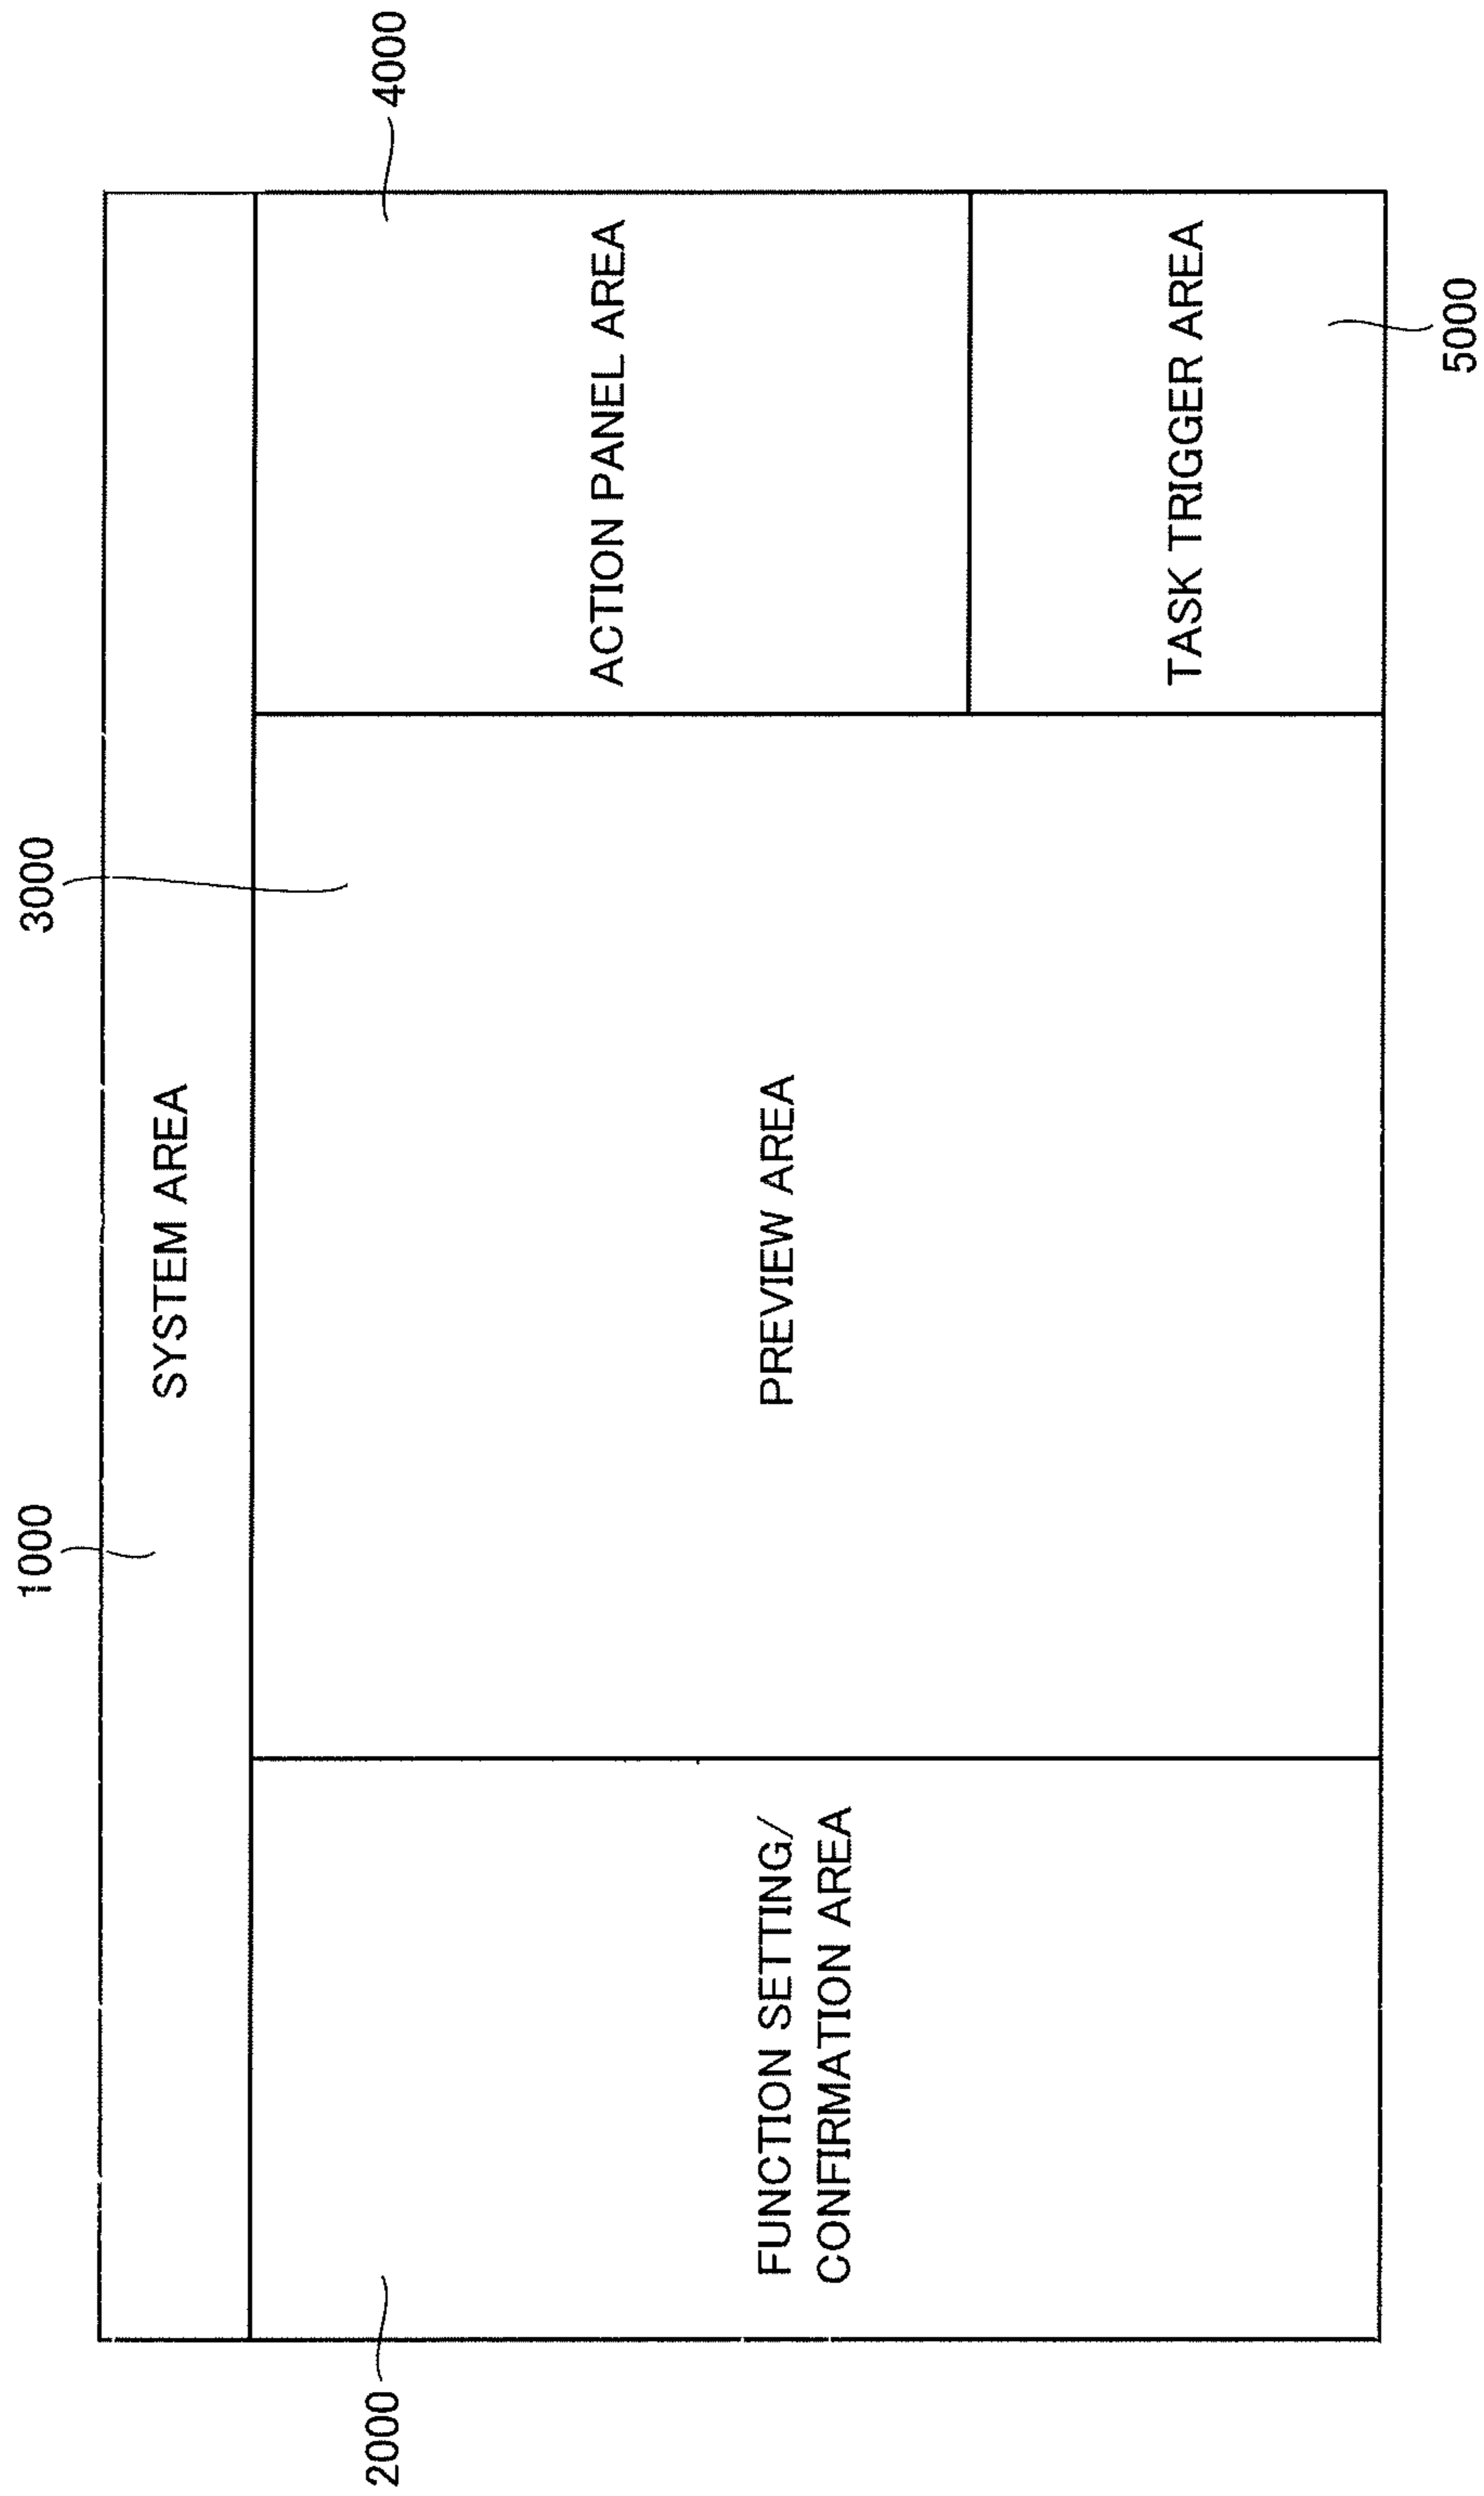 1000
3000
SYSTEM AREA
2000
4000
FUNCTION SETTING/
CONFIRMATION AREA
PREVIEW AREA
ACTION PANEL AREA
TASK TRIGGER AREA
5000